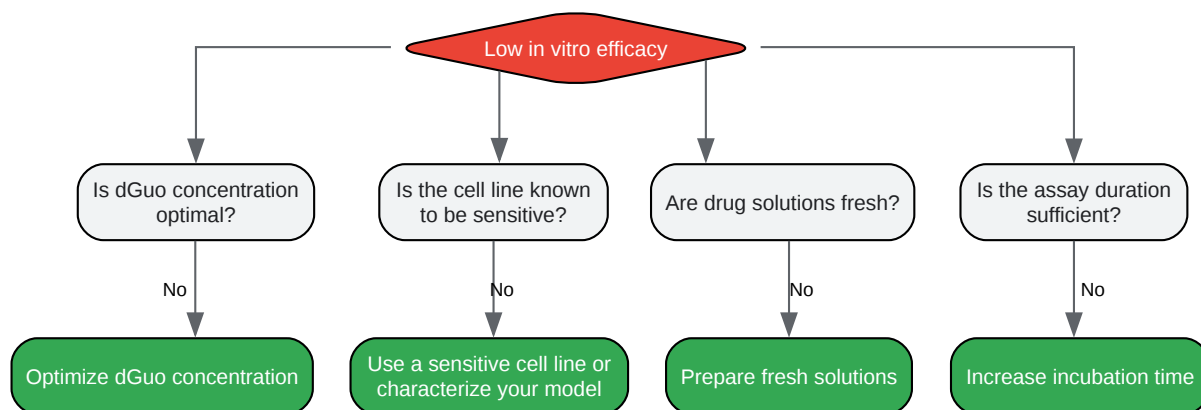 Low in vitro efficacy
Is dGuo concentration
optimal?
Is the cell line known
to be sensitive?
Are drug solutions fresh?
Is the assay duration
sufficient?
No
No
No
No
Optimize dGuo concentration
Use a sensitive cell line or
characterize your model
Prepare fresh solutions
Increase incubation time